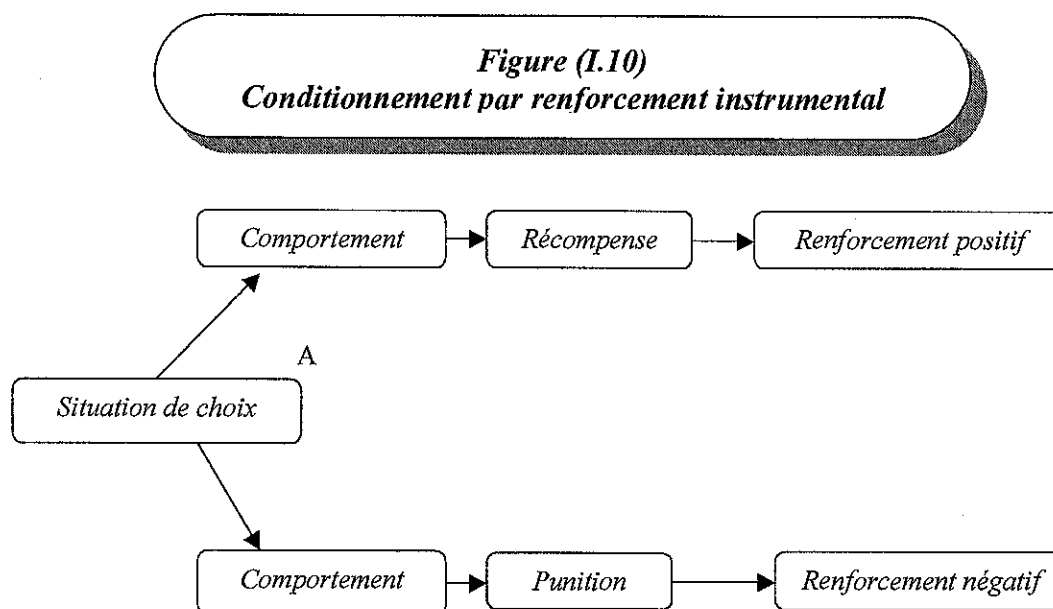 Figure (I.10)
Conditionnement par renforcement instrumental
Comportement
Récompense
Renforcement positif
A
Situation de choix
Comportement
Punition
Renforcement négatif